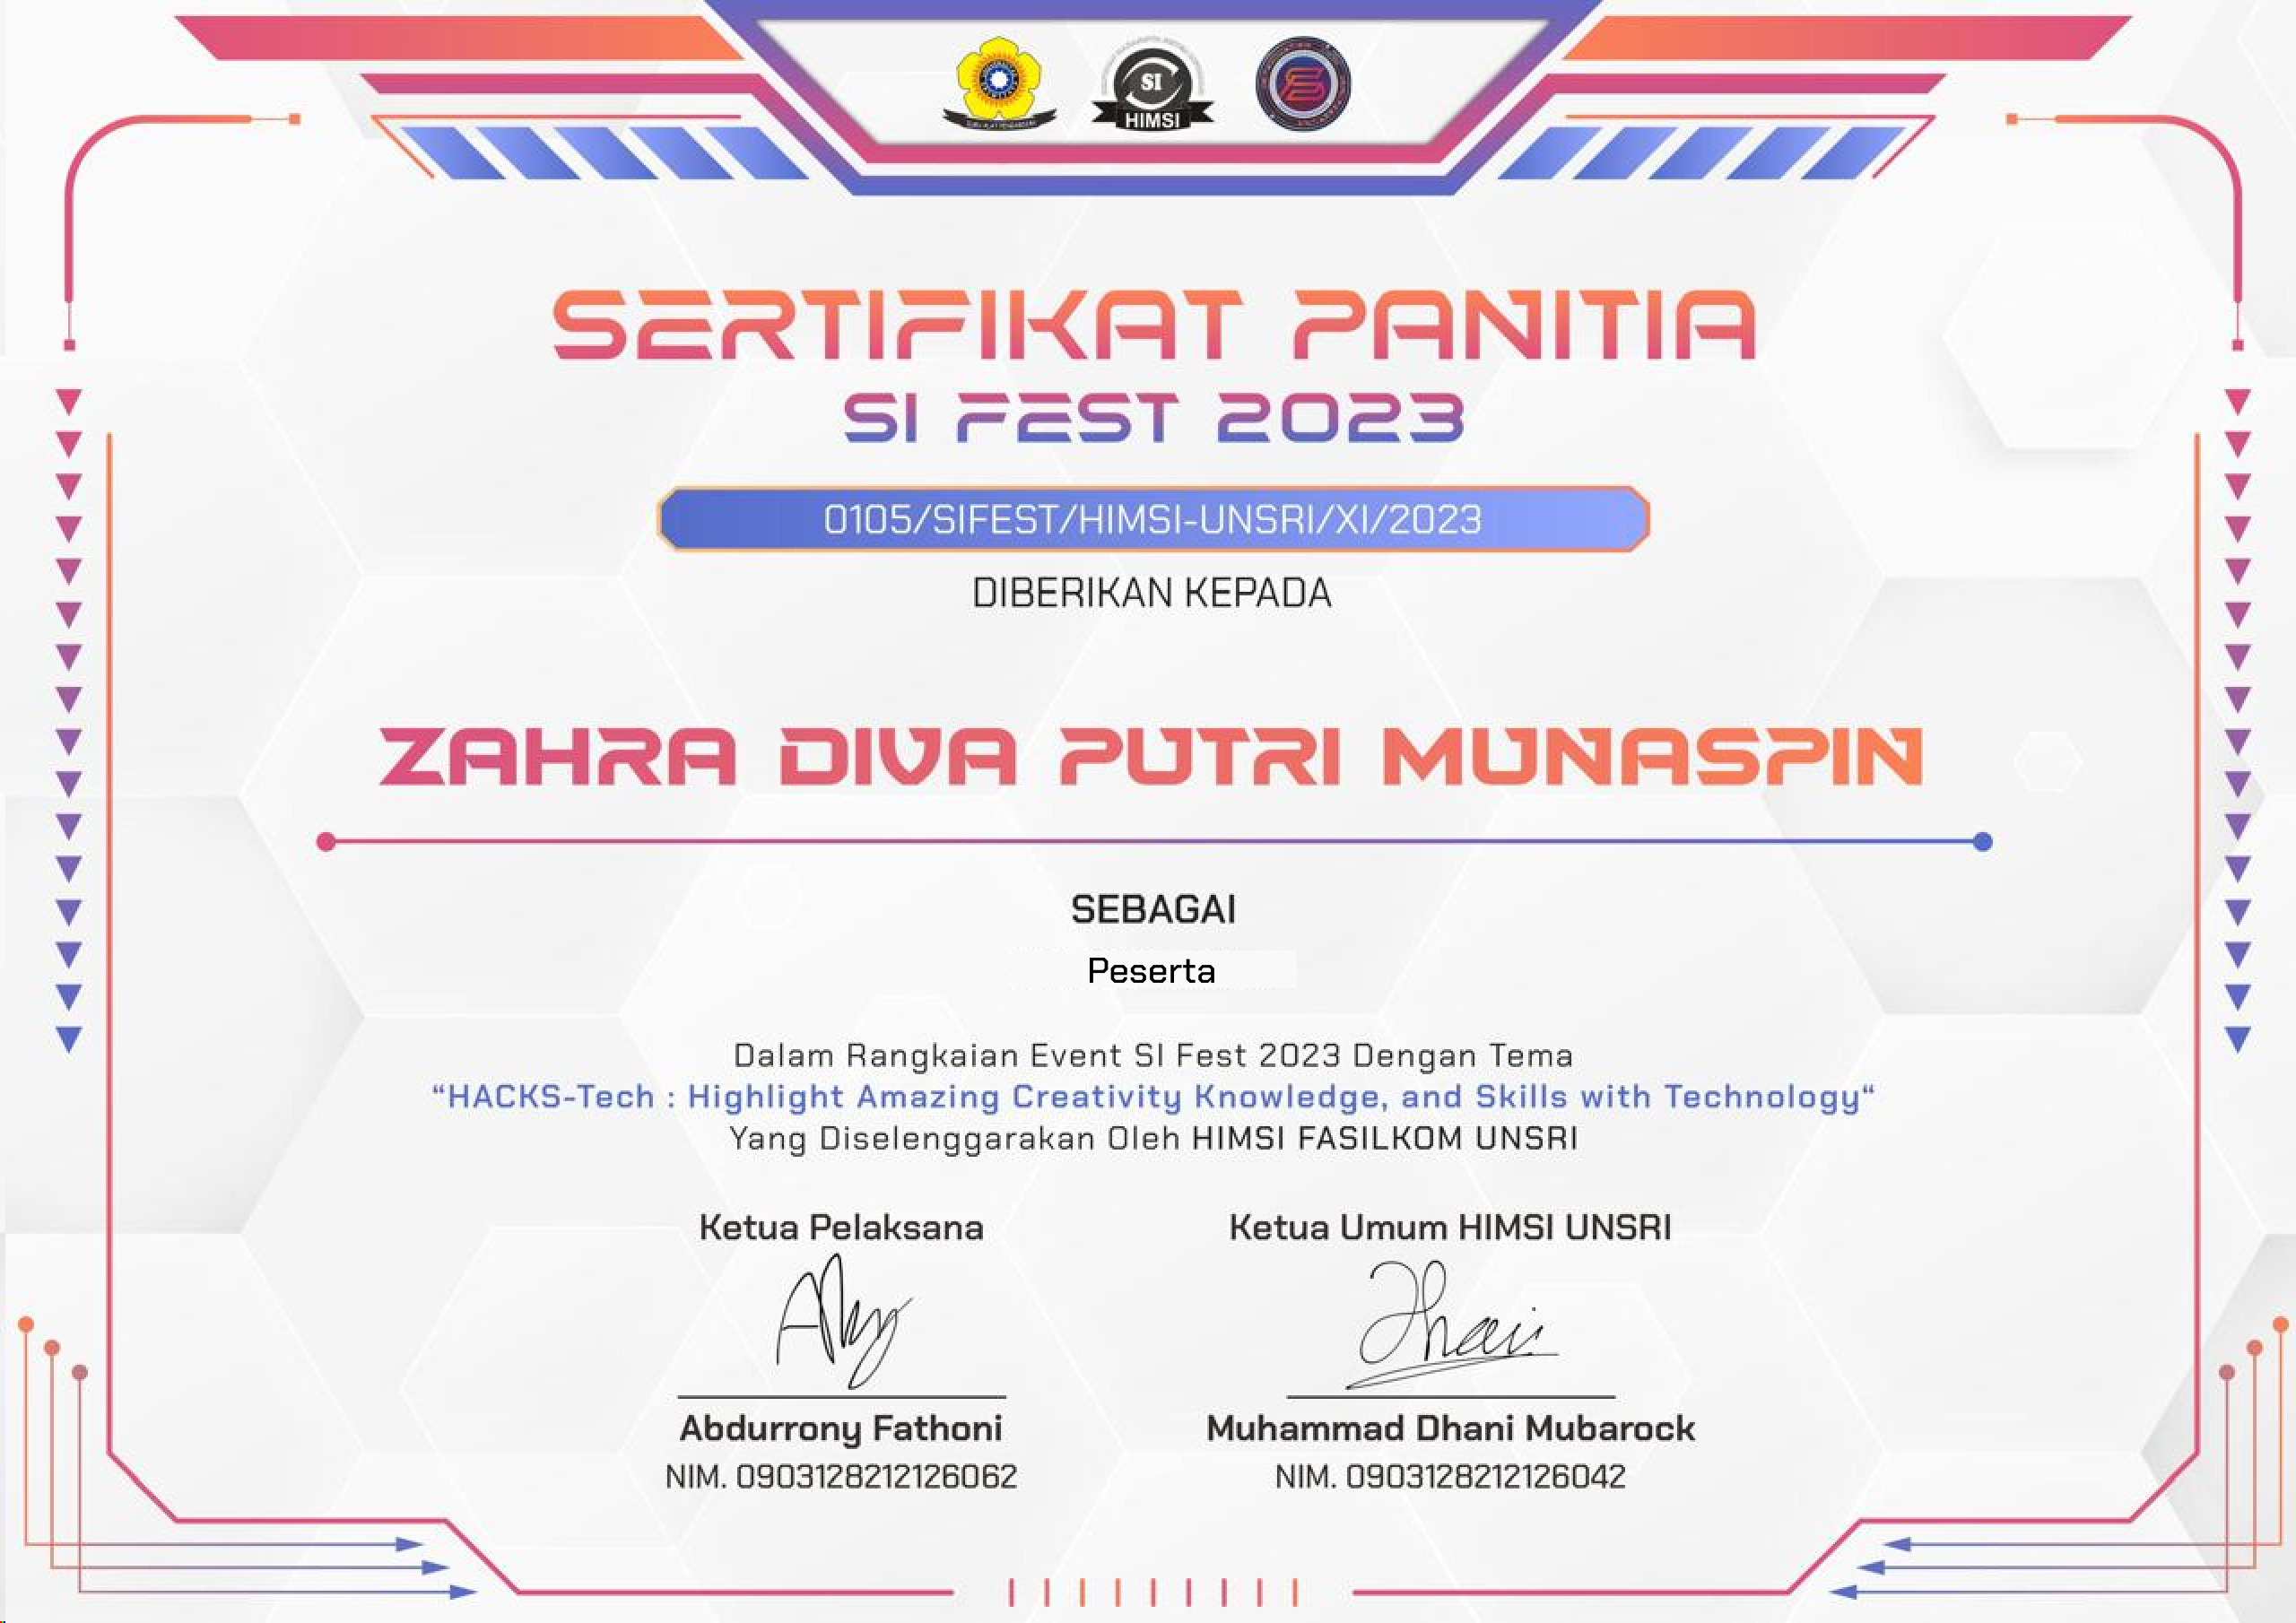 SI
HIMSI
SERTIFIKAT PANITIA
SI FEST 2023
0105/SIFEST/HIMSI-UNSRI/XI/2023
DIBERIKAN KEPADA
ZAHRA DIVA PUTRI MUNASPIN
SEBAGAI
Peserta
Dalam Rangkaian Event SI Fest 2023 Dengan Tema
“HACKS-Tech : Highlight Amazing Creativity Knowledge, and Skills with Technology“
Yang Diselenggarakan Oleh HIMSI FASILKOM UNSRI
Ketua Pelaksana
Ketua Umum HIMSI UNSRI
Abdurrony Fathoni
Muhammad Dhani Mubarock
NIM. 0903128212126062
NIM. 0903128212126042